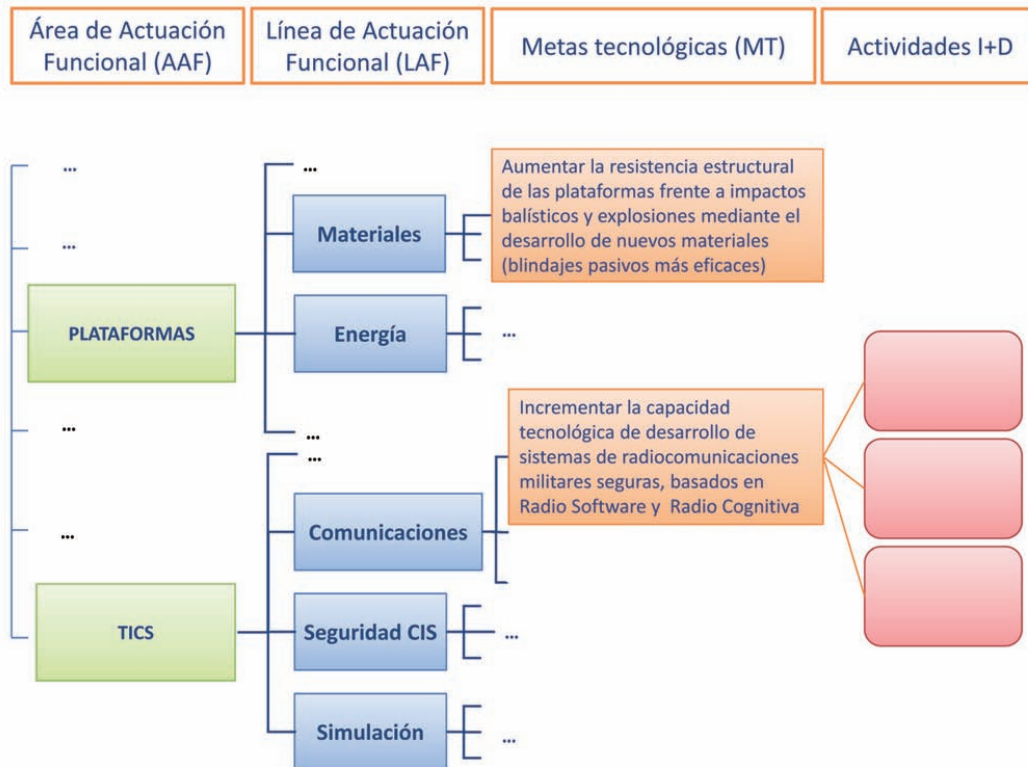 Área de Actuación
Funcional (AAF)
Línea de Actuación
Funcional (LAF)
Metas tecnológicas (MT)
Actividades I+D
...
...
PLATAFORMAS
...
...
TICS
...
Materiales
Energía
...
...
Comunicaciones
Seguridad CIS
Simulación
Aumentar la resistencia estructural
de las plataformas frente a impactos
balísticos y explosiones mediante el
desarrollo de nuevos materiales
(blindajes pasivos más eficaces)
...
Incrementar la capacidad
tecnológica de desarrollo de
sistemas de radiocomunicaciones
militares seguras, basados en
Radio Software y Radio Cognitiva
...
...